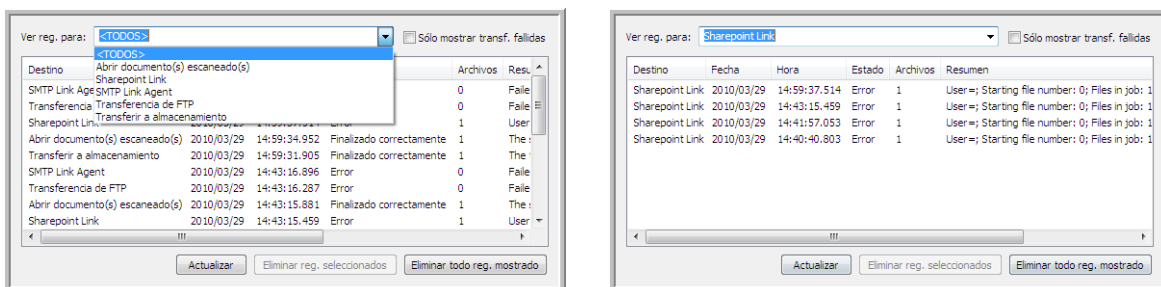 Ver reg. para: <TODOS> Sólo mostrar transf. fallidas
<TODOS>
Abrir documento(s) escaneado(s)
Sharepoint Link
SMTP Link Agent
Transferencia de FTP
Transferir a almacenamiento
Destino Archivos Resu
SMTP Link Age 0 Faile
Transferencia 0 Faile
Sharepoint Lin 2010/03/29 14:59:37.514 Error 1 User
Abrir documento(s) escaneado(s) 2010/03/29 14:59:34.952 Finalizado correctamente 1 The
Transferir a almacenamiento 2010/03/29 14:59:31.905 Finalizado correctamente 1 The
SMTP Link Agent 2010/03/29 14:43:16.896 Error 0 Faile
Transferencia de FTP 2010/03/29 14:43:16.287 Error 0 Faile
Abrir documento(s) escaneado(s) 2010/03/29 14:43:15.881 Finalizado correctamente 1 The
Sharepoint Link 2010/03/29 14:43:15.459 Error 1 User
Actualizar Eliminar reg. seleccionados Eliminar todo reg. mostrado
Ver reg. para: Sharepoint Link Sólo mostrar transf. fallidas
Destino Fecha Hora Estado Archivos Resumen
Sharepoint Link 2010/03/29 14:59:37.514 Error 1 User=; Starting file number: 0; Files in job: 1
Sharepoint Link 2010/03/29 14:43:15.459 Error 1 User=; Starting file number: 0; Files in job: 1
Sharepoint Link 2010/03/29 14:41:57.053 Error 1 User=; Starting file number: 0; Files in job: 1
Sharepoint Link 2010/03/29 14:40:40.803 Error 1 User=; Starting file number: 0; Files in job: 1
Actualizar Eliminar reg. seleccionados Eliminar todo reg. mostrado